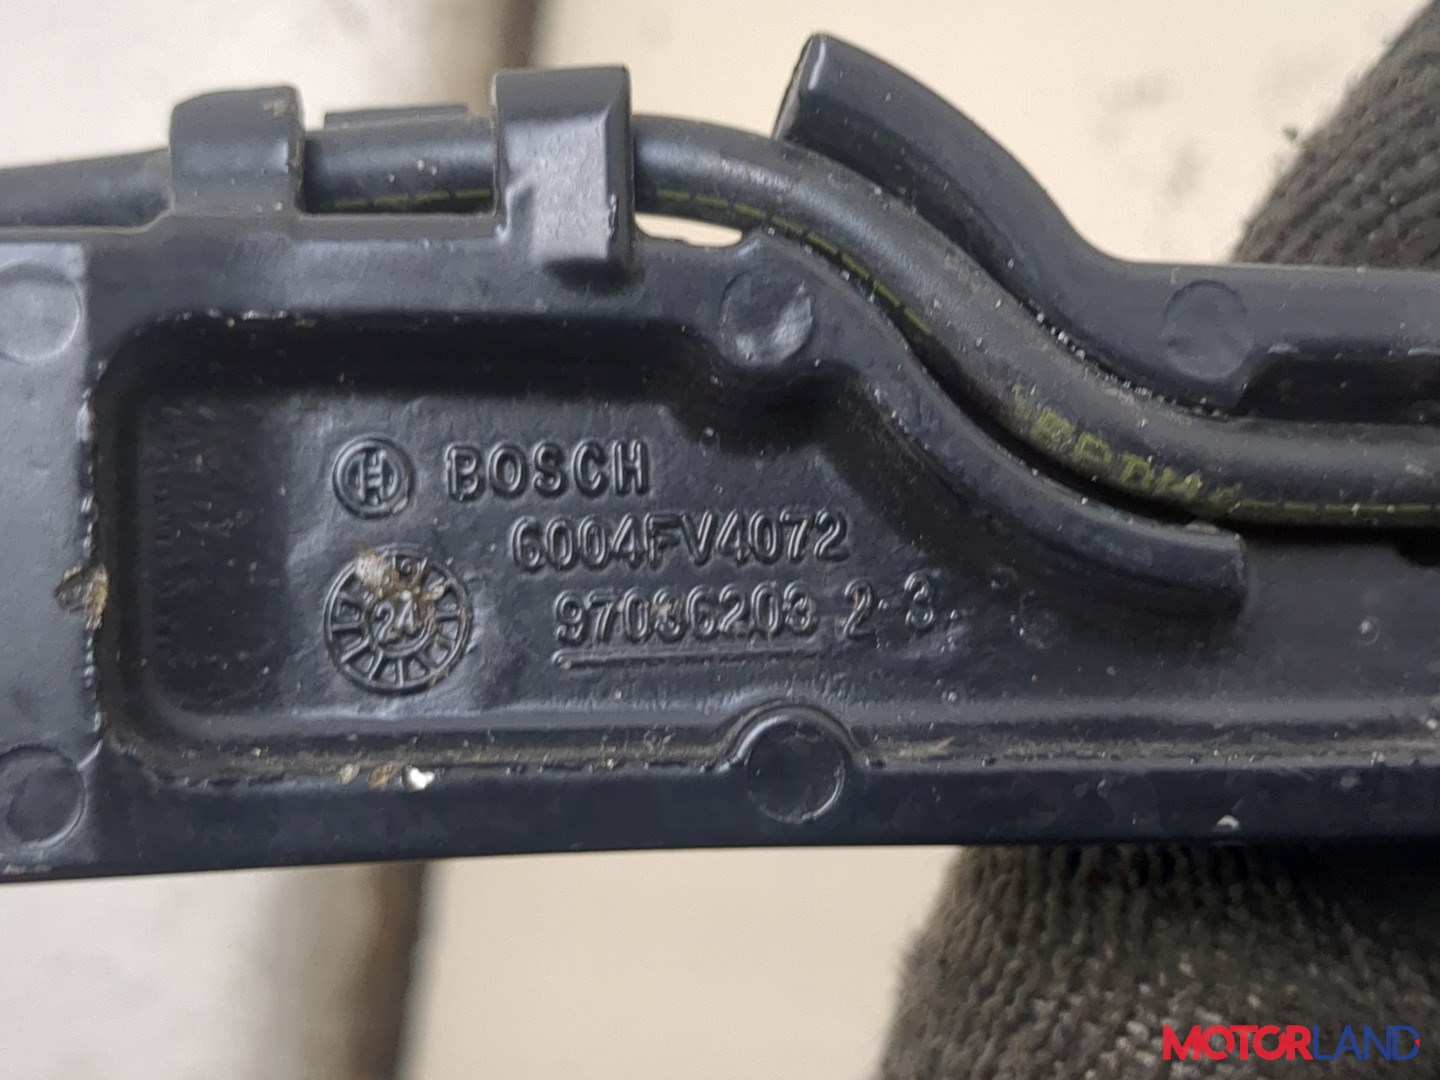 BOSCH
6004FV4072
97036203 2-3
24
MOTORLAND